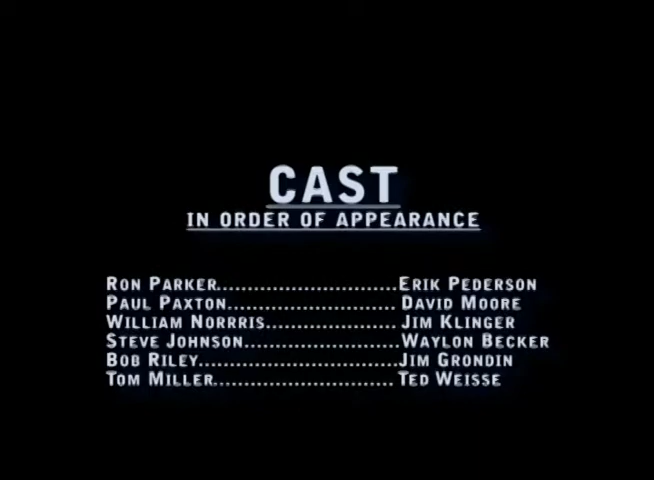 CAST
IN ORDER OF APPEARANCE
RON PARKER.............................ERIK PEDERSON
PAUL PAXTON........................... DAVID MOORE
WILLIAM NORRRIS..................... JIM KLINGER
STEVE JOHNSON.........................WAYLON BECKER
BOB RILEY................................JIM GRONDIN
TOM MILLER............................. TED WEISSE